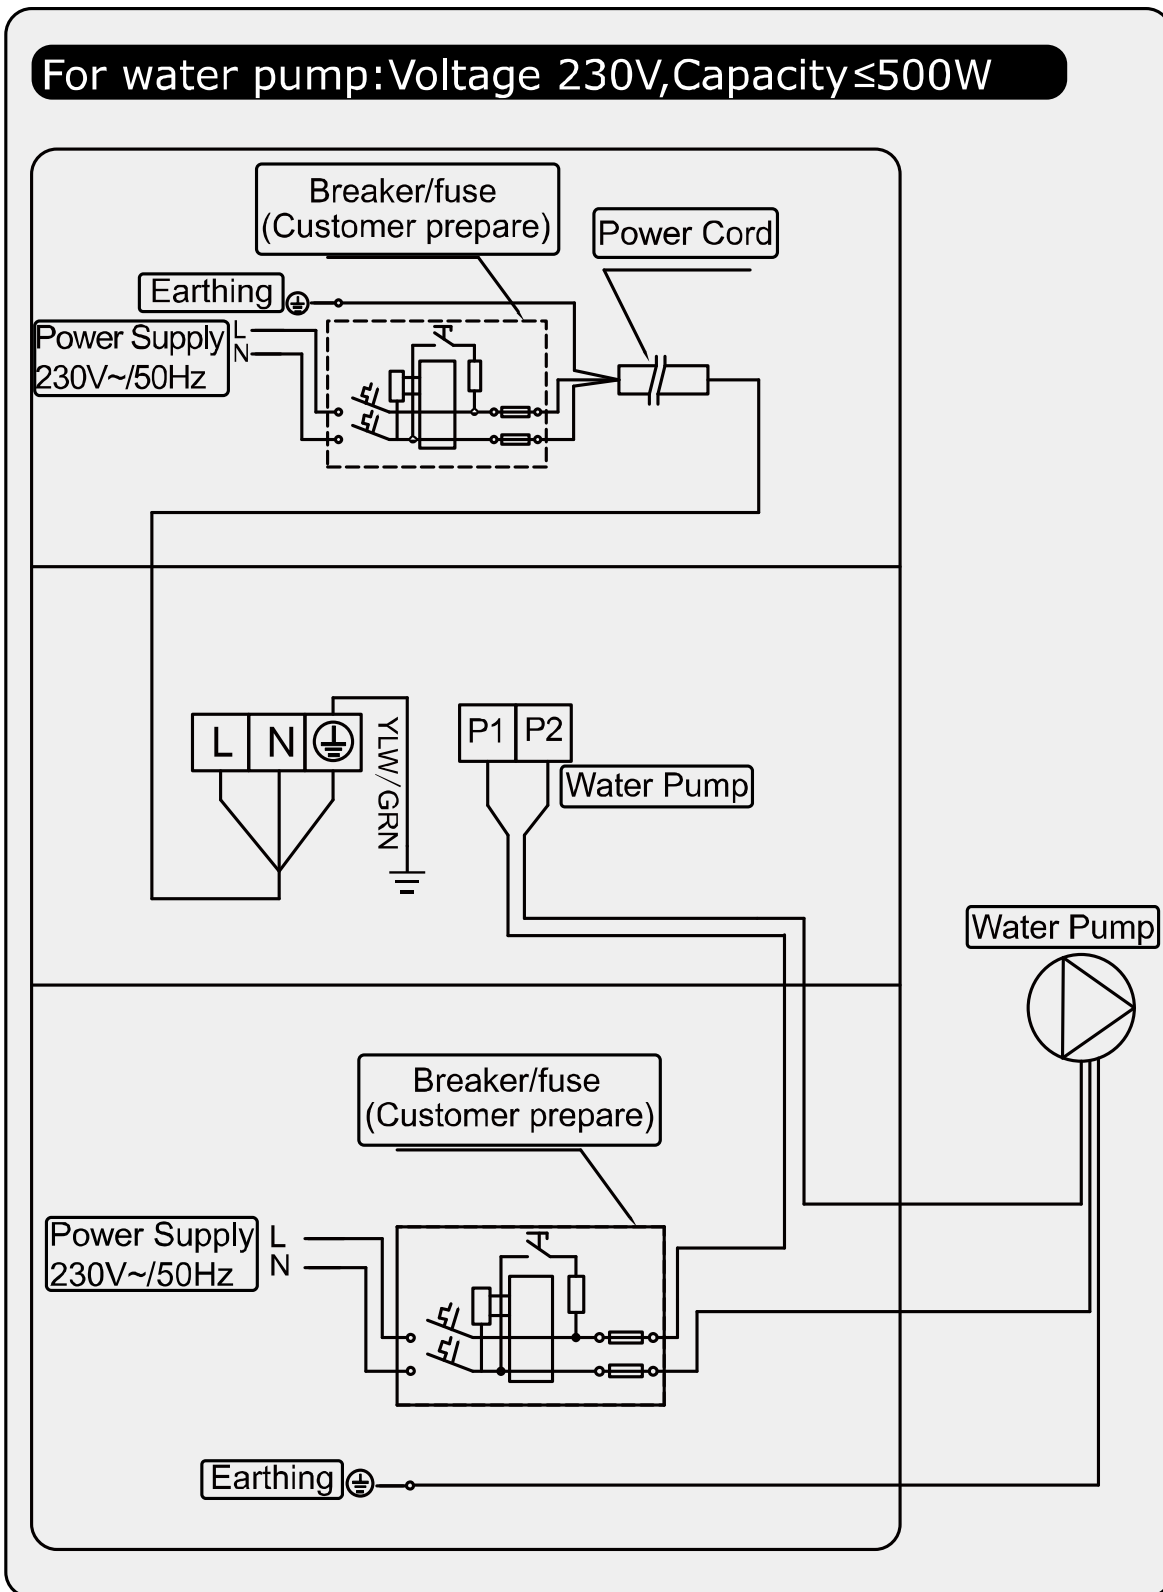 For water pump:Voltage 230V,Capacity≤500W
Breaker/fuse
(Customer prepare)
Power Cord
Earthing
Power Supply
230V~/50Hz
L
N
L N
YLW/GRN
P1 P2
Water Pump
Water Pump
Breaker/fuse
(Customer prepare)
Power Supply
230V~/50Hz
L
N
Earthing